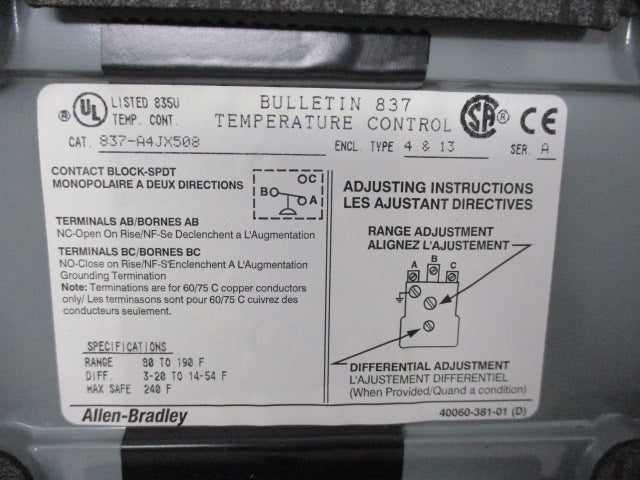 UL ® LISTED 835U
TEMP. CONT.
BULLETIN 837
TEMPERATURE CONTROL
SA ® CE
CAT. 837-A4JX508
ENCL. TYPE 4 & 13
SER. A
CONTACT BLOCK-SPDT
MONOPOLAIRE A DEUX DIRECTIONS
C
B
A
TERMINALS AB/BORNES AB
NC-Open On Rise/NF-Se Declenchent a L'Augmentation
TERMINALS BC/BORNES BC
NO-Close on Rise/NF-S'Enclenchent A L'Augmentation
Grounding Termination
Note: Terminations are for 60/75 C copper conductors
only/ Les terminasons sont pour 60/75 C cuivrez des
conducteurs seulement.
SPECIFICATIONS
RANGE 80 TO 190 F
DIFF. 3-20 TO 14-54 F
MAX SAFE 240 F
ADJUSTING INSTRUCTIONS
LES AJUSTANT DIRECTIVES
RANGE ADJUSTMENT
ALIGNEZ L'AJUSTEMENT
A B C
DIFFERENTIAL ADJUSTMENT
L'AJUSTEMENT DIFFERENTIEL
(When Provided/Quand a condition)
Allen-Bradley
40060-381-01 (D)